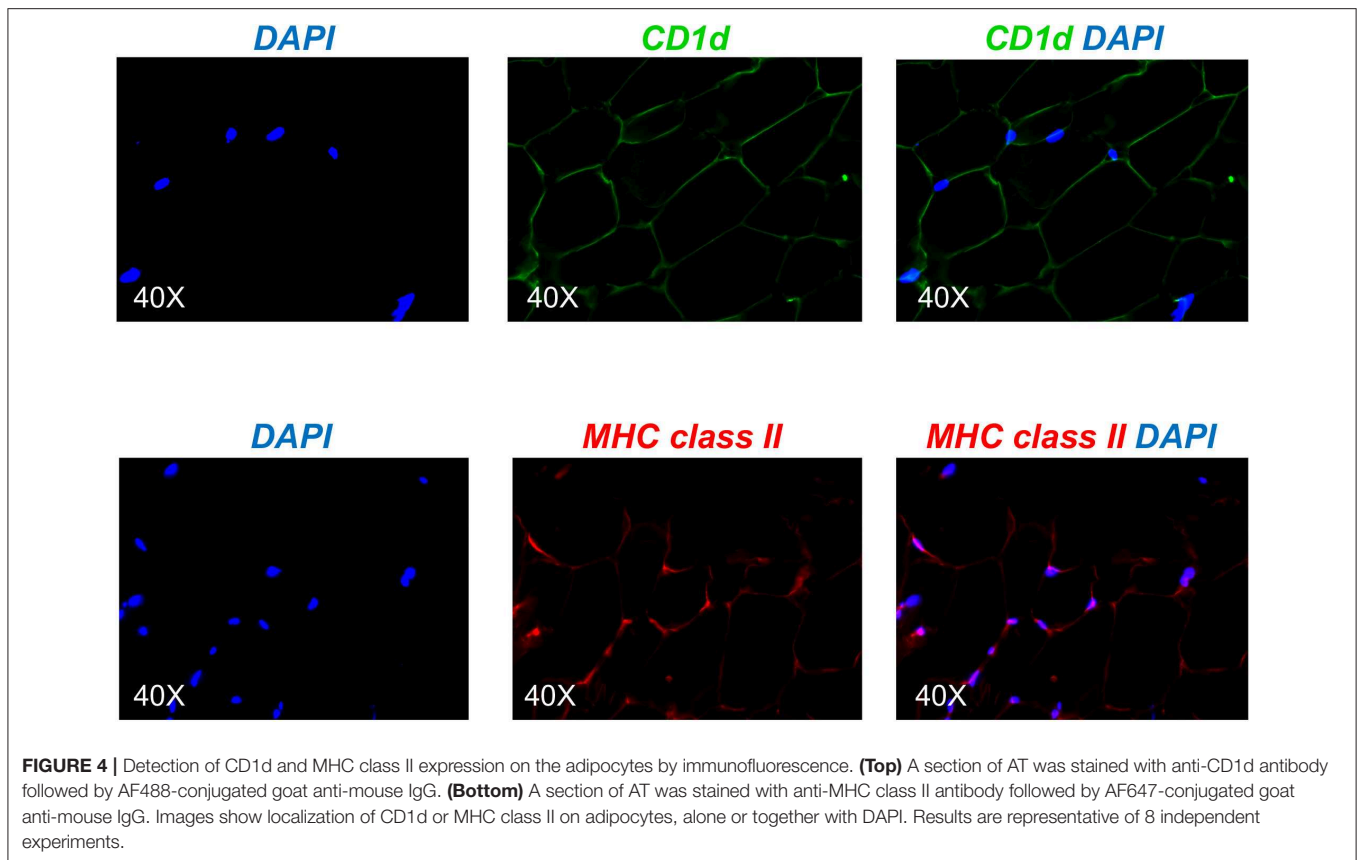 DAPI CD1d CD1d DAPI
40X 40X 40X
DAPI MHC class II MHC class II DAPI
40X 40X 40X
FIGURE 4 | Detection of CD1d and MHC class II expression on the adipocytes by immunofluorescence. (Top) A section of AT was stained with anti-CD1d antibody
followed by AF488-conjugated goat anti-mouse IgG. (Bottom) A section of AT was stained with anti-MHC class II antibody followed by AF647-conjugated goat
anti-mouse IgG. Images show localization of CD1d or MHC class II on adipocytes, alone or together with DAPI. Results are representative of 8 independent
experiments.